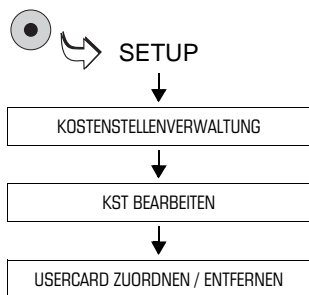 SETUP
KOSTENSTELLENVERWALTUNG
KST BEARBEITEN
USERCARD ZUORDNEN / ENTFERNEN